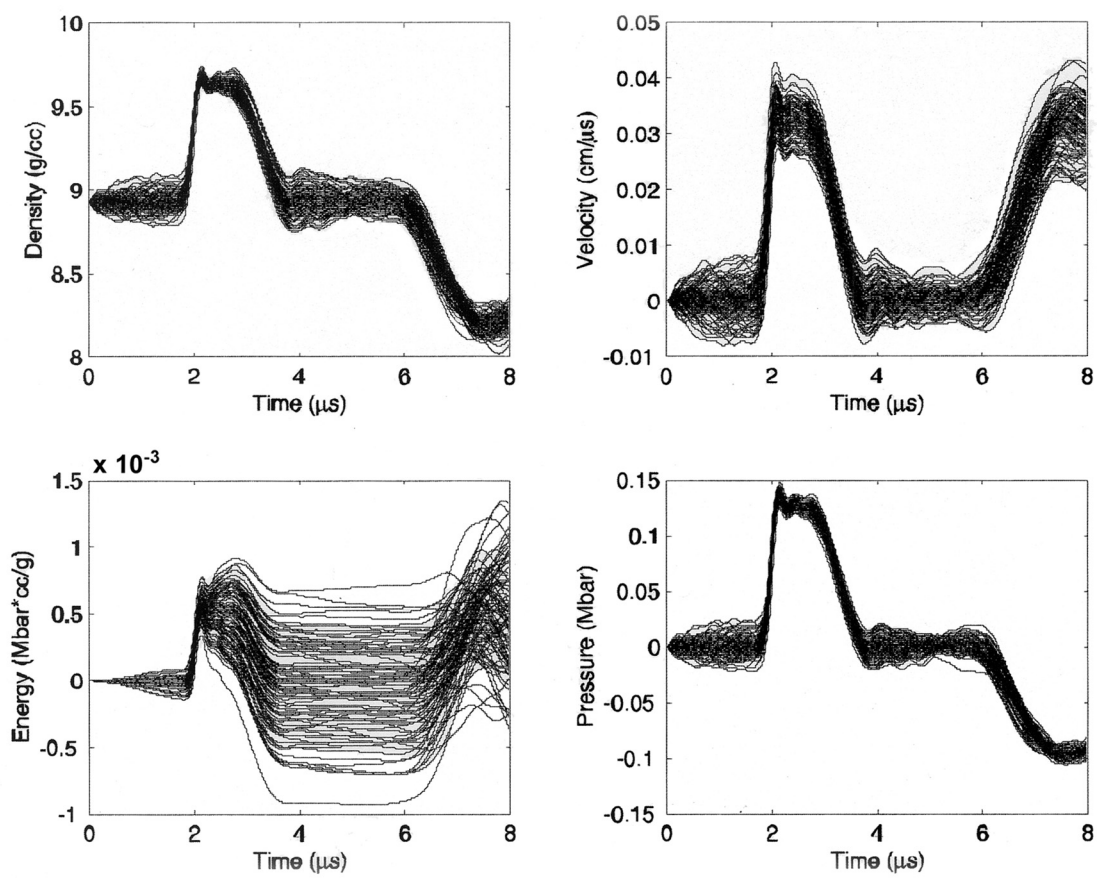 10
9.5
9
8.5
8
Density (g/cc)
0 2 4 6 8
Time (μs)
0.05
0.04
0.03
0.02
0.01
0
-0.01
Velocity (cm/μs)
0 2 4 6 8
Time (μs)
x 10-3
1.5
1
0.5
0
-0.5
-1
Energy (Mbar*cc/g)
0 2 4 6 8
Time (μs)
0.15
0.1
0.05
0
-0.05
-0.1
-0.15
Pressure (Mbar)
0 2 4 6 8
Time (μs)